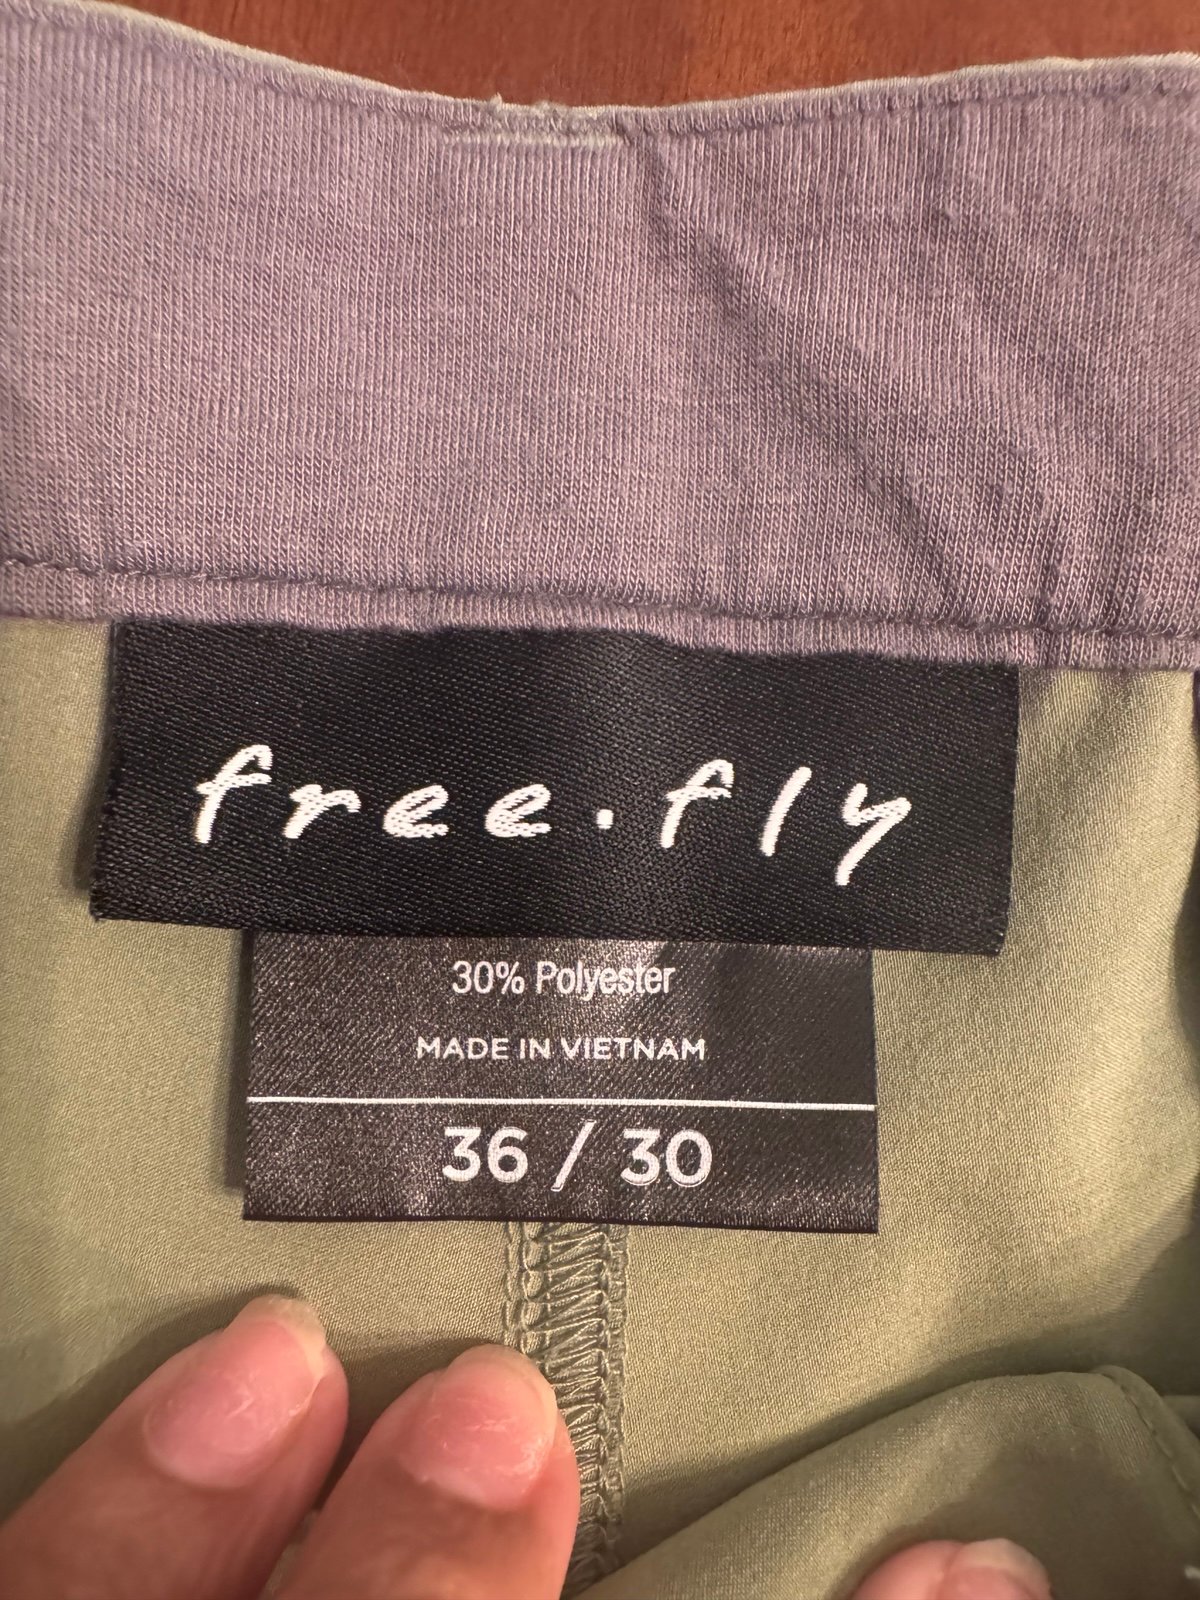 free.fly
30% Polyester
MADE IN VIETNAM
36 / 30